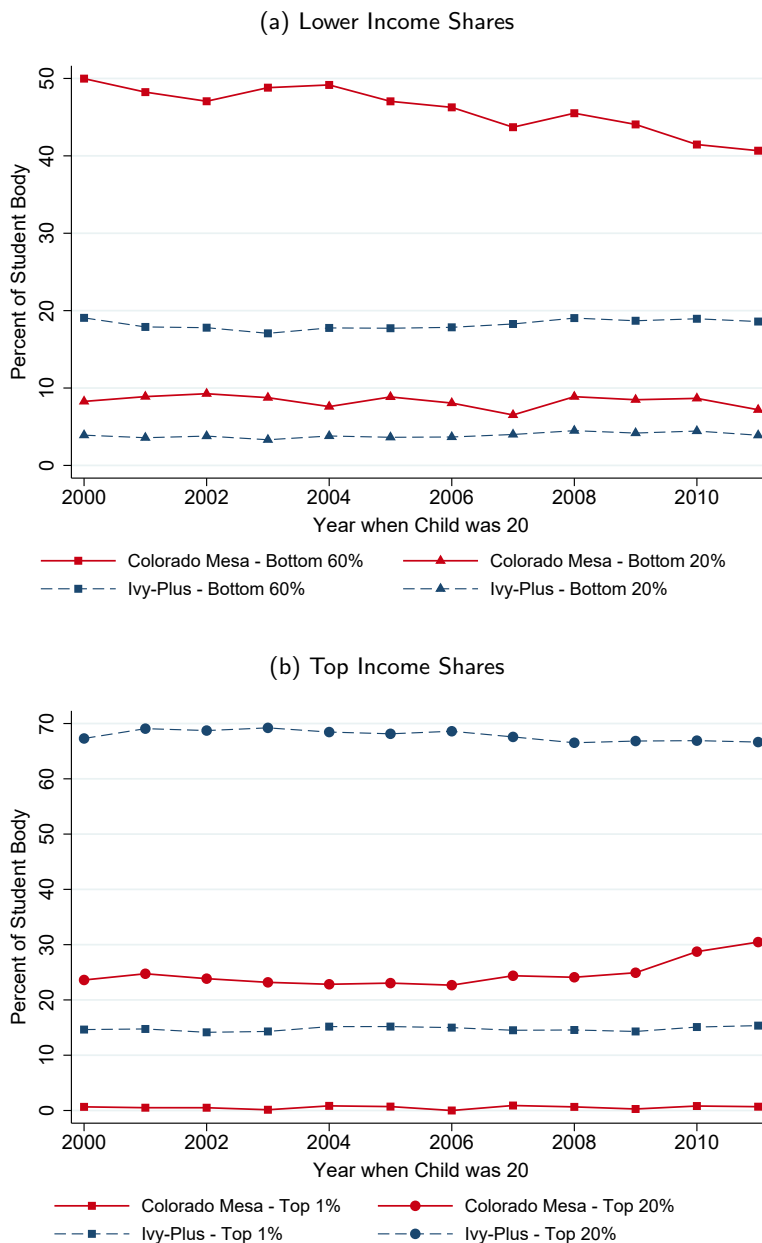 (a) Lower Income Shares
Percent of Student Body
50
40
30
20
10
0
2000 2002 2004 2006 2008 2010
Year when Child was 20
Colorado Mesa - Bottom 60% Colorado Mesa - Bottom 20%
Ivy-Plus - Bottom 60% Ivy-Plus - Bottom 20%
(b) Top Income Shares
Percent of Student Body
70
60
50
40
30
20
10
0
2000 2002 2004 2006 2008 2010
Year when Child was 20
Colorado Mesa - Top 1% Colorado Mesa - Top 20%
Ivy-Plus - Top 1% Ivy-Plus - Top 20%